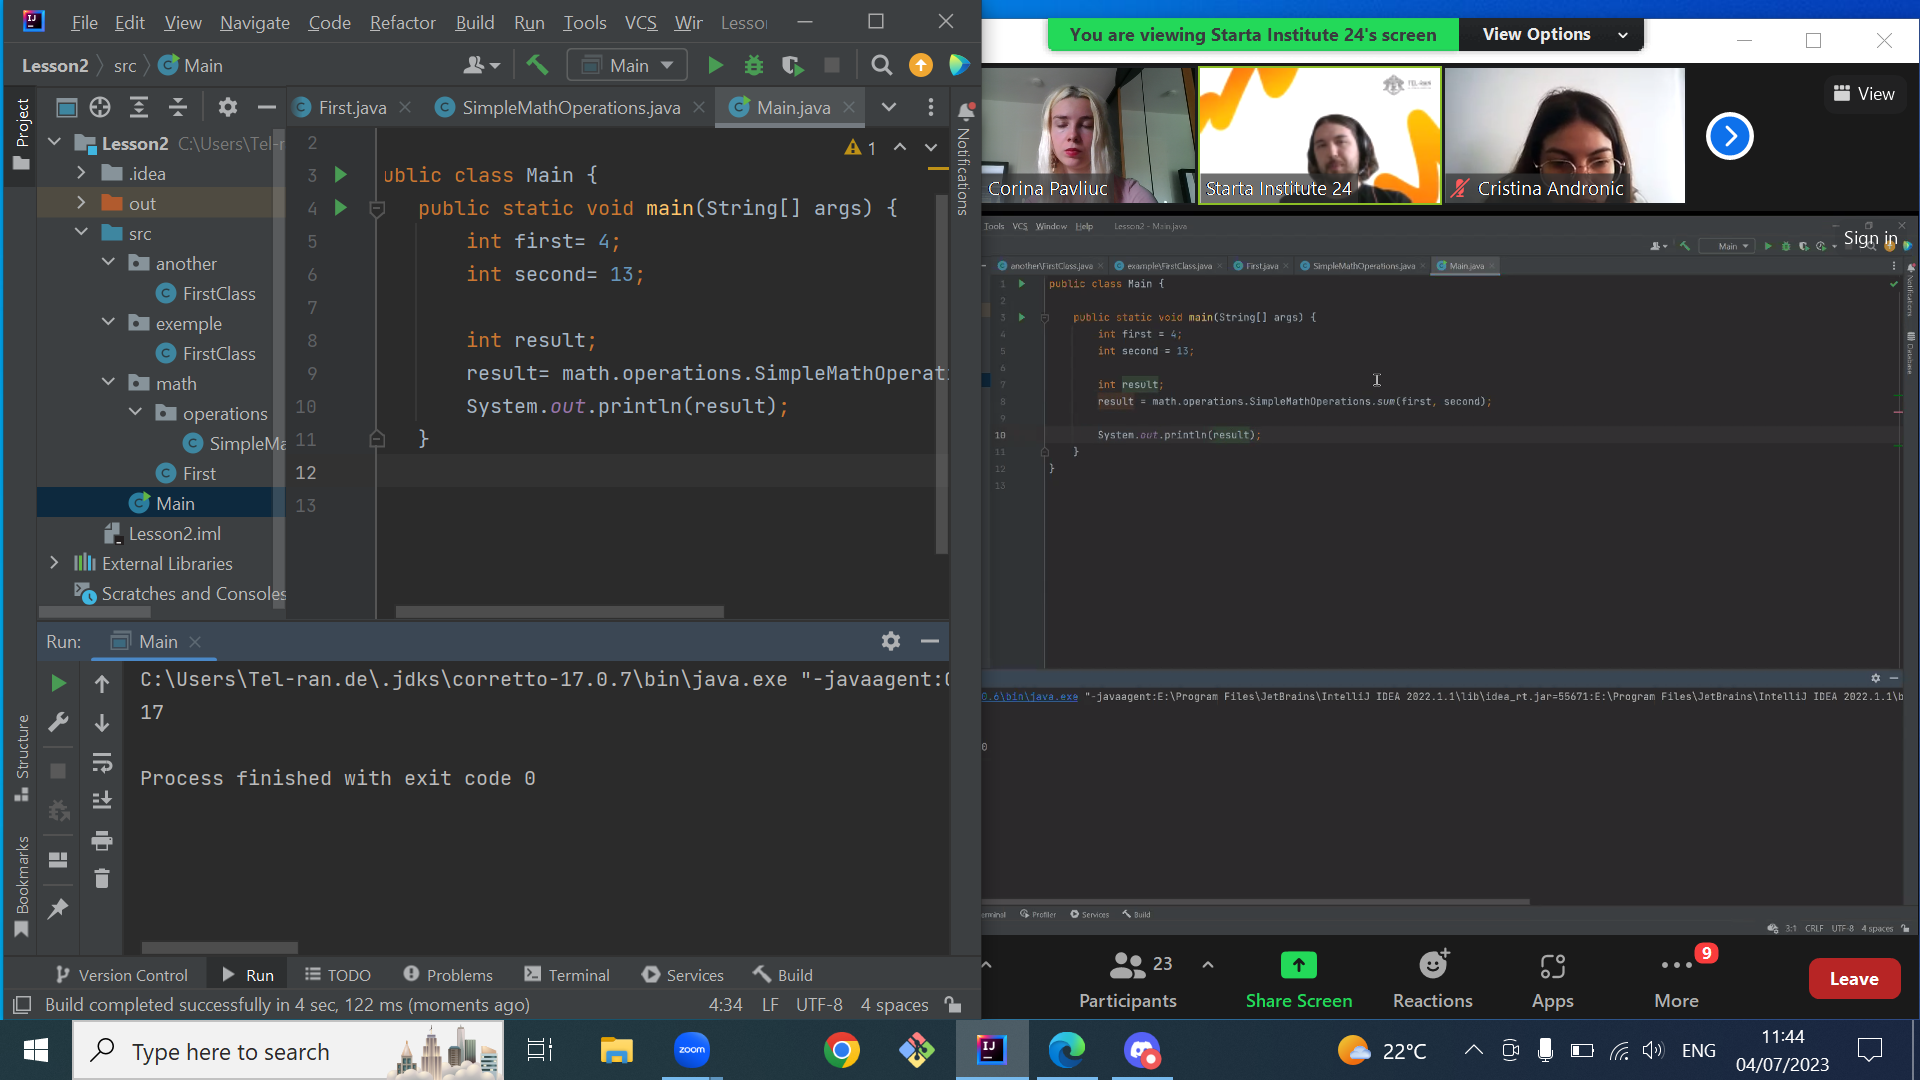 File Edit View Navigate Code Refactor Build Run Tools VCS Wir Lesso
Lesson2 src Main
Main
Project
First.java
SimpleMathOperations.java
Main.java
Notifications
Lesson2 C:\Users\Tel-r
.idea
out
src
another
FirstClass
exemple
FirstClass
math
operations
SimpleMa
First
Main
Lesson2.iml
External Libraries
Scratches and Consoles
1
2
3 ublic class Main {
4 public static void main(String[] args) {
5 int first= 4;
6 int second= 13;
7
8 int result;
9 result= math.operations.SimpleMathOperat
10 System.out.println(result);
11 }
12
13
Run: Main
C:\Users\Tel-ran.de\.jdks\corretto-17.0.7\bin\java.exe "-javaagent:
17
Process finished with exit code 0
Structure
Bookmarks
Version Control Run TODO Problems Terminal Services Build
Build completed successfully in 4 sec, 122 ms (moments ago)
4:34 LF UTF-8 4 spaces
You are viewing Starta Institute 24's screen
View Options
View
Corina Pavliuc
TEL-RAN
Starta Institute 24
Cristina Andronic
Tools VCS Window Help Lesson2 - Main.java
Main
Sign in
another\FirstClass.java example\FirstClass.java First.java SimpleMathOperations.java Main.java
1 public class Main {
2
3 public static void main(String[] args) {
4 int first = 4;
5 int second = 13;
6
7 int result;
8 result = math.operations.SimpleMathOperations.sum(first, second);
9
10 System.out.println(result);
11 }
12 }
13
Notifications
Database
0.6\bin\java.exe "-javaagent:E:\Program Files\JetBrains\IntelliJ IDEA 2022.1.1\lib\idea_rt.jar=55671:E:\Program Files\JetBrains\IntelliJ IDEA 2022.1.1\b
0
Profiler Services Build
3:1 CRLF UTF-8 4 spaces
23
Participants
Share Screen
Reactions
Apps
9
More
Leave
Type here to search
zoom
IJ
22°C
ENG
11:44
04/07/2023